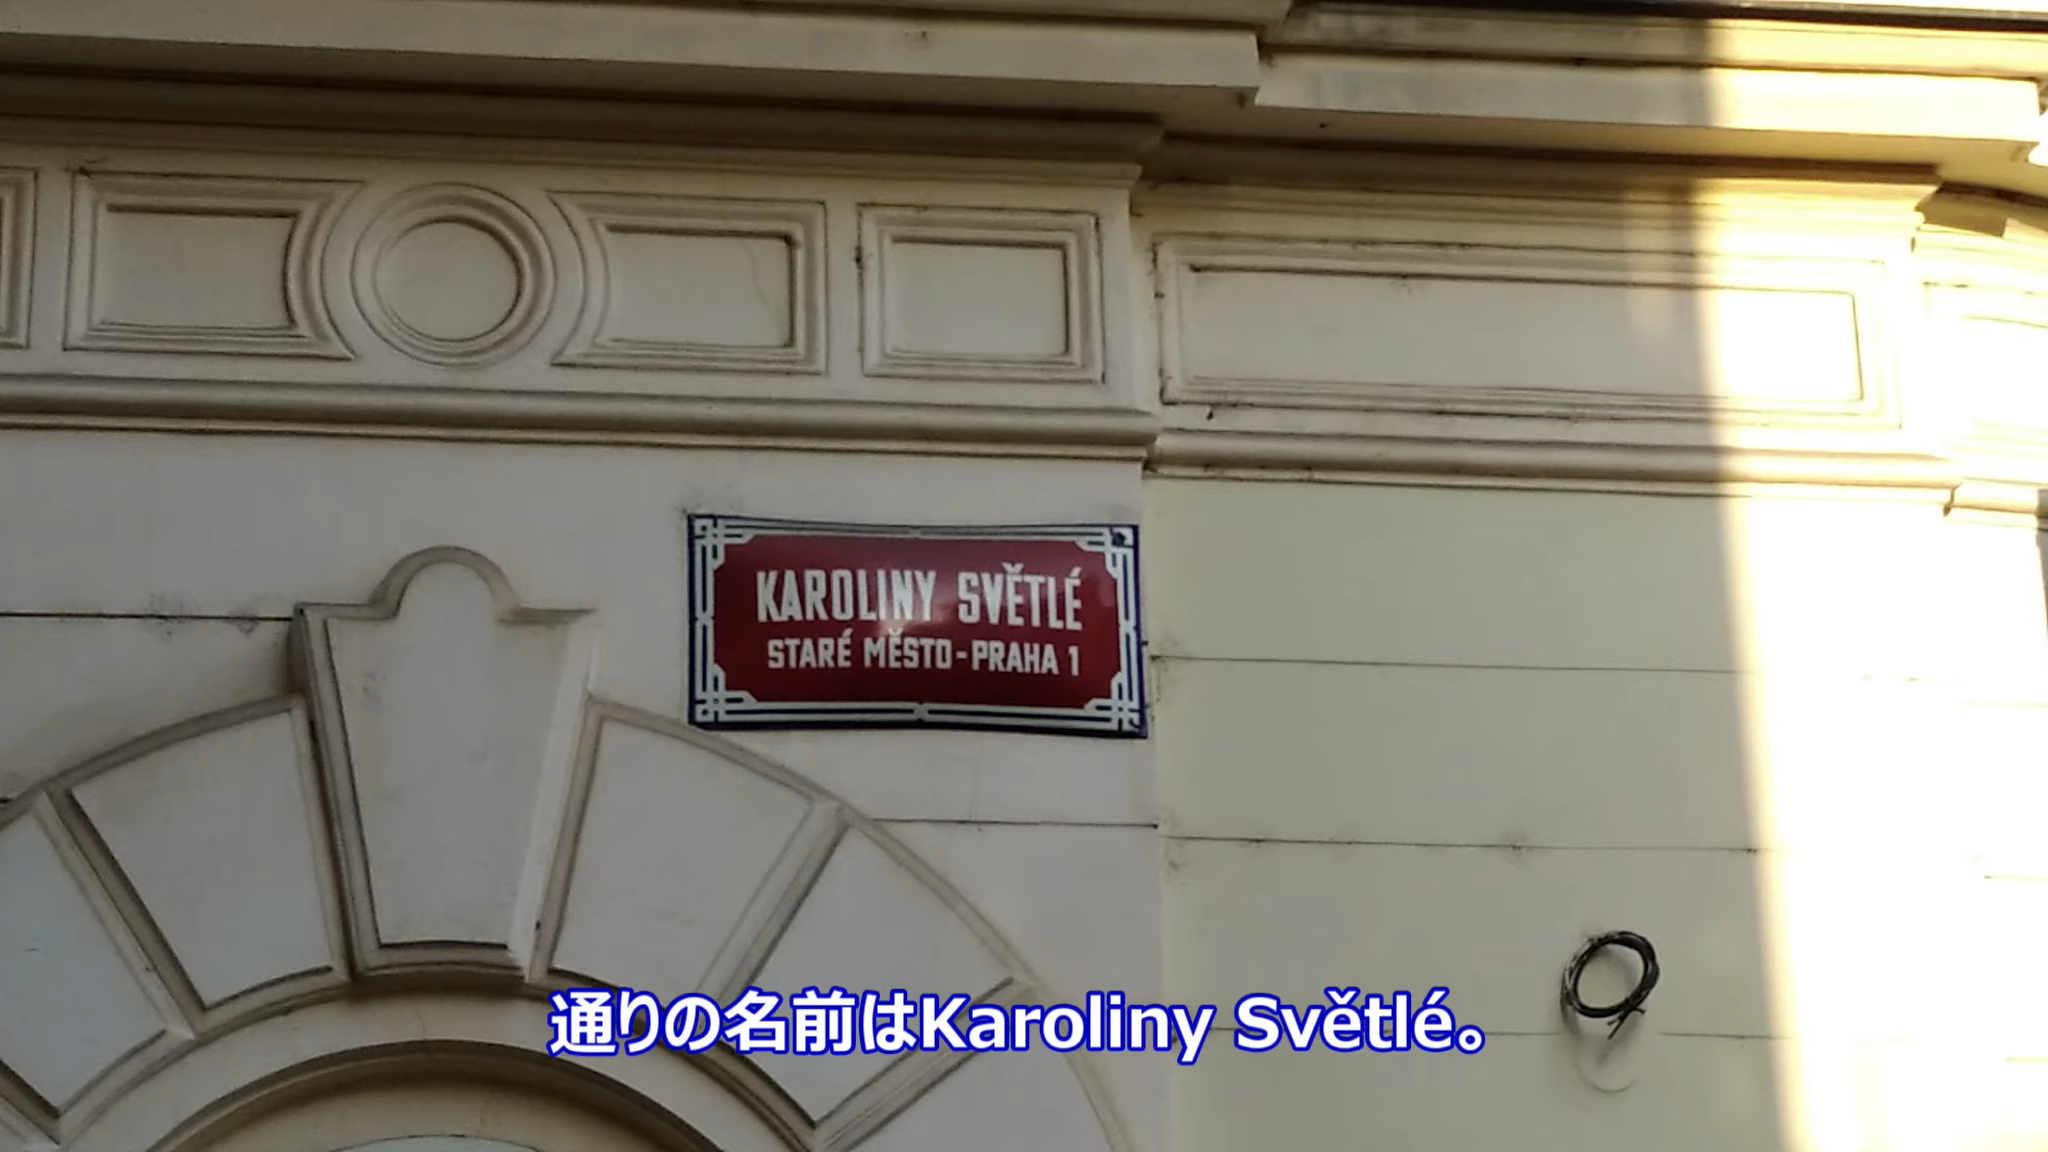 KAROLINY SVĚTLÉ
STARÉ MĚSTO-PRAHA 1
通りの名前はKaroliny Světlé。